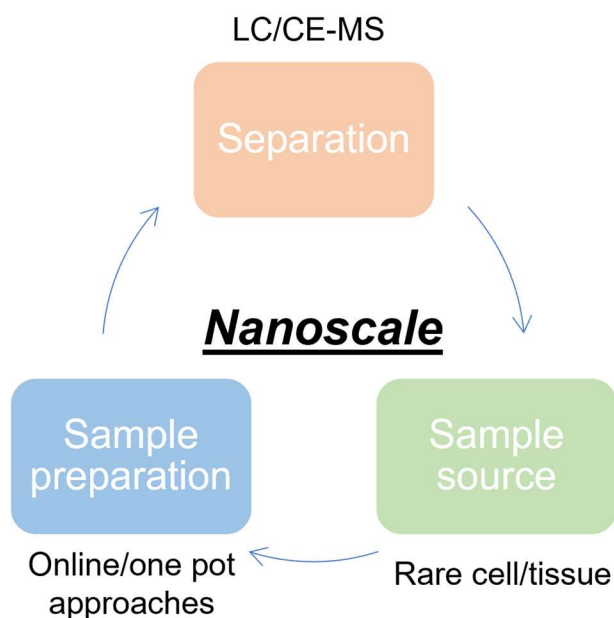 LC/CE-MS
Separation
Nanoscale
Sample
preparation
Sample
source
Online/one pot
approaches
Rare cell/tissue